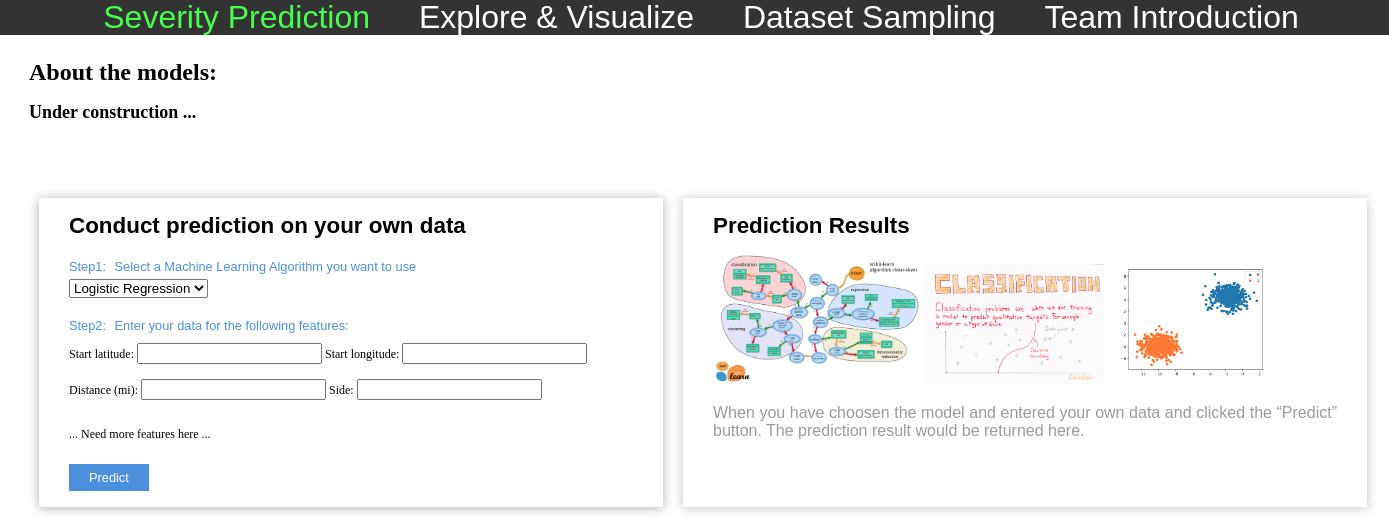 Severity Prediction Explore & Visualize Dataset Sampling Team Introduction
About the models:
Under construction ...
Conduct prediction on your own data
Step1: Select a Machine Learning Algorithm you want to use
Logistic Regression
Step2: Enter your data for the following features:
Start latitude: Start longitude:
Distance (mi): Side:
... Need more features here ...
Predict
Prediction Results
classification
scikit-learn
algorithm cheat-sheet
START
regression
clustering
dimensionality
reduction
learn
CLASSIFICATION
Classification problems are when we are training
a model to predict qualitative targets. For example
gender or a type of fruit.
When you have choosen the model and entered your own data and clicked the “Predict”
button. The prediction result would be returned here.